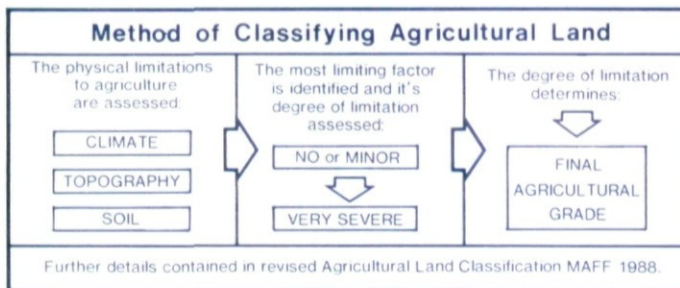 Method of Classifying Agricultural Land
The physical limitations
to agriculture
are assessed:
CLIMATE
TOPOGRAPHY
SOIL
The most limiting factor
is identified and it's
degree of limitation
assessed:
NO or MINOR
VERY SEVERE
The degree of limitation
determines:
FINAL
AGRICULTURAL
GRADE
Further details contained in revised Agricultural Land Classification MAFF 1988.